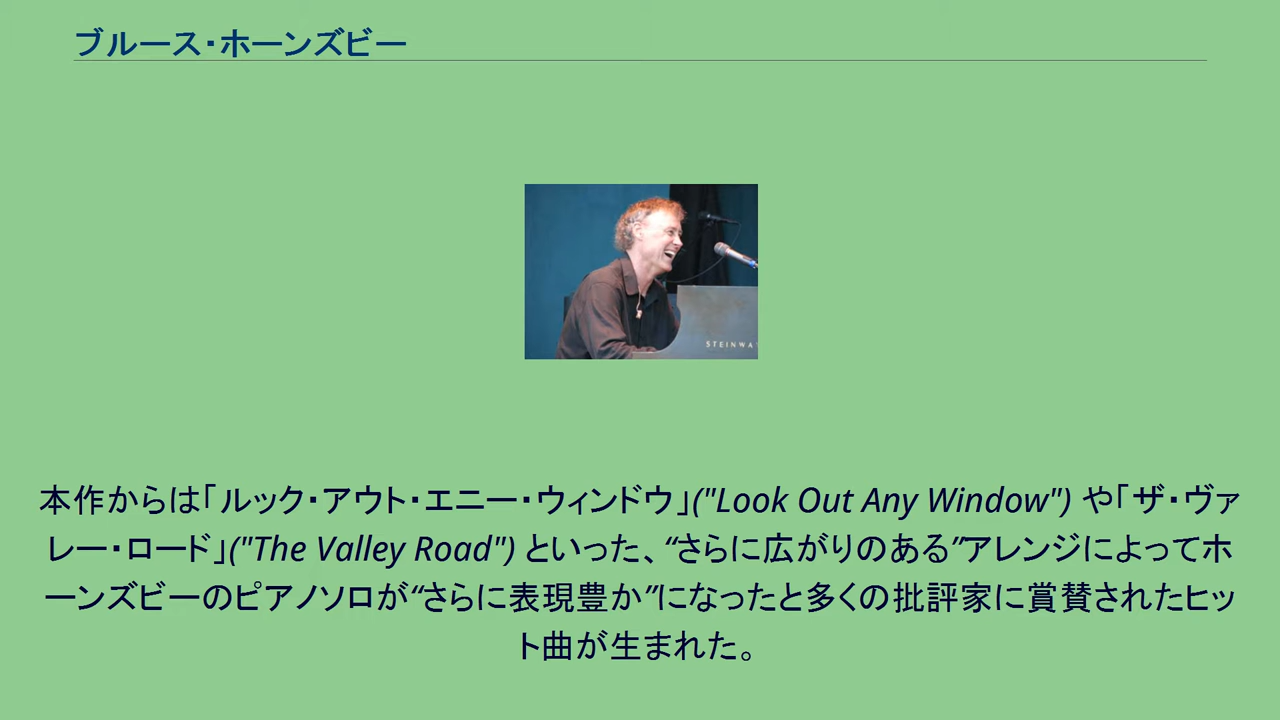 ブルース・ホーンズビー
STEINWA
本作からは「ルック・アウト・エニー・ウィンドウ」("Look Out Any Window") や「ザ・ヴァ
レー・ロード」("The Valley Road") といった、“さらに広がりのある”アレンジによってホ
ーンズビーのピアノソロが“さらに表現豊か”になったと多くの批評家に賞賛されたヒッ
ト曲が生まれた。